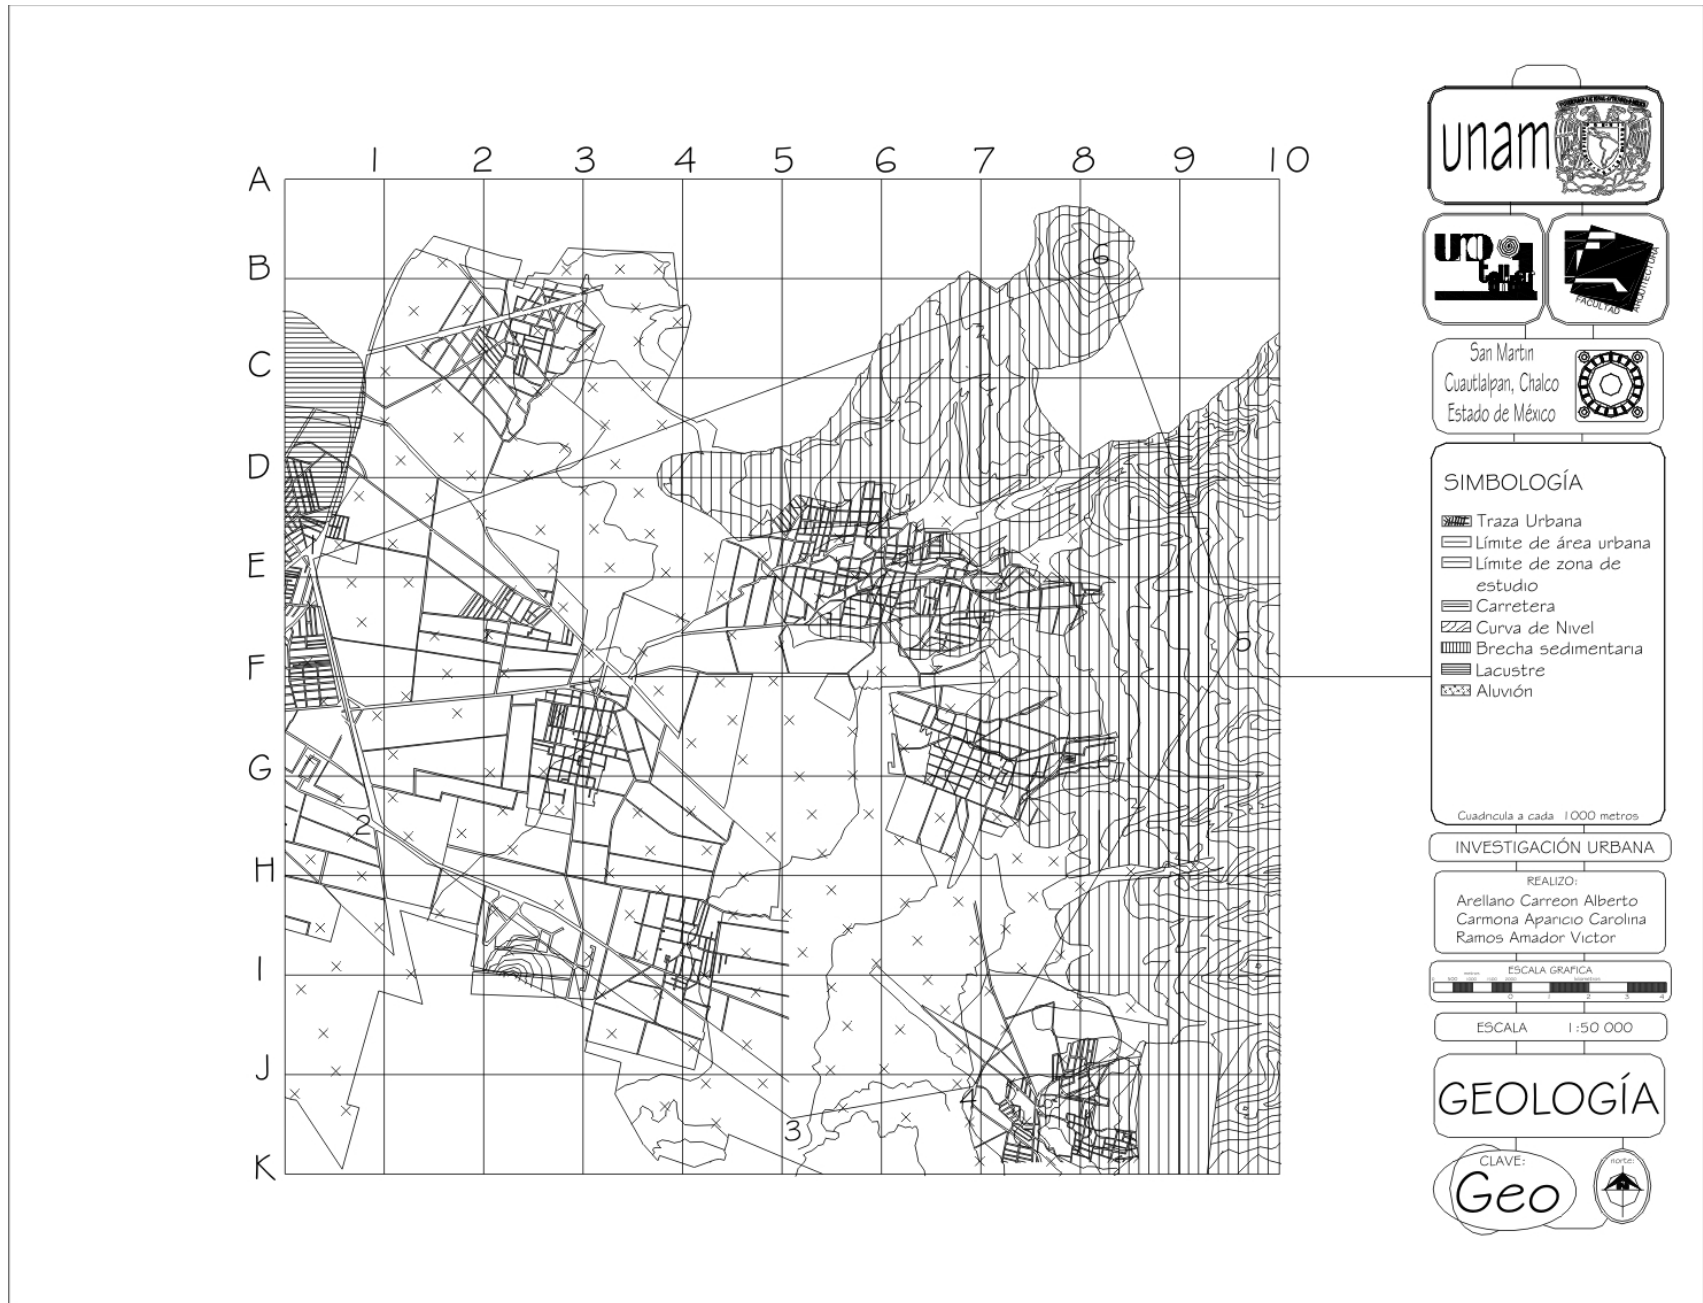 1 2 3 4 5 6 7 8 9 10
A
B
C
D
E
F
G
H
I
J
K
6
5
2
3
4
unam
taller
FACULTAD
ARQUITECTURA
San Martin
Cuautlalpan, Chalco
Estado de México
SIMBOLOGÍA
Traza Urbana
Límite de área urbana
Límite de zona de
estudio
Carretera
Curva de Nivel
Brecha sedimentaria
Lacustre
Aluvión
Cuadricula a cada 1000 metros
INVESTIGACIÓN URBANA
REALIZO:
Arellano Carreon Alberto
Carmona Aparicio Carolina
Ramos Amador Victor
ESCALA GRAFICA
0 1 2 3 4
ESCALA 1:50 000
GEOLOGÍA
CLAVE:
Geo
norte: